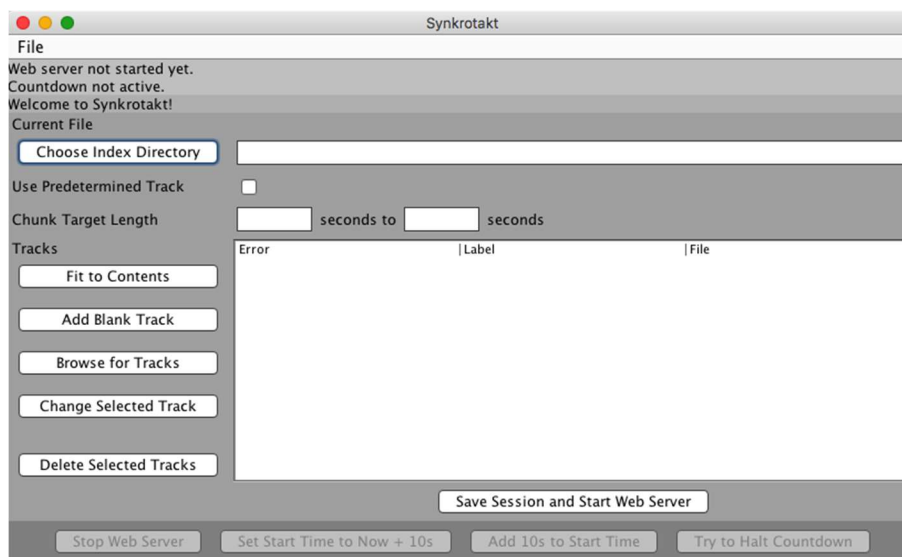 Synkrotakt
File
Web server not started yet.
Countdown not active.
Welcome to Synkrotakt!
Current File
Choose Index Directory
Use Predetermined Track
Chunk Target Length seconds to seconds
Tracks Error |Label |File
Fit to Contents
Add Blank Track
Browse for Tracks
Change Selected Track
Delete Selected Tracks
Save Session and Start Web Server
Stop Web Server Set Start Time to Now + 10s Add 10s to Start Time Try to Halt Countdown